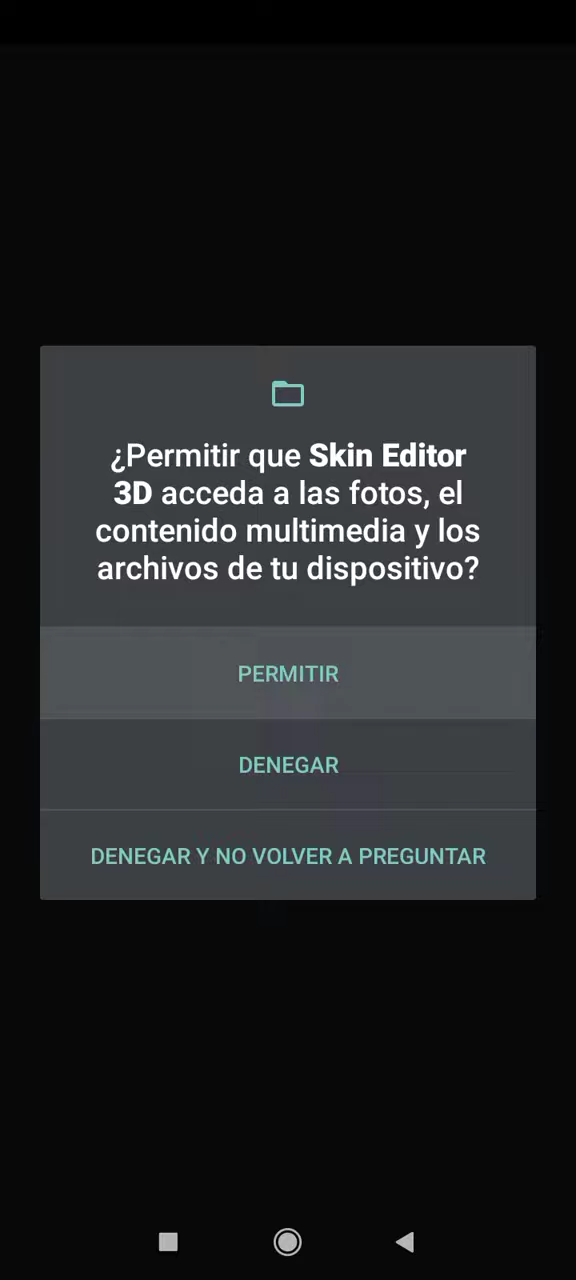 ¿Permitir que Skin Editor
3D acceda a las fotos, el
contenido multimedia y los
archivos de tu dispositivo?
PERMITIR
DENEGAR
DENEGAR Y NO VOLVER A PREGUNTAR